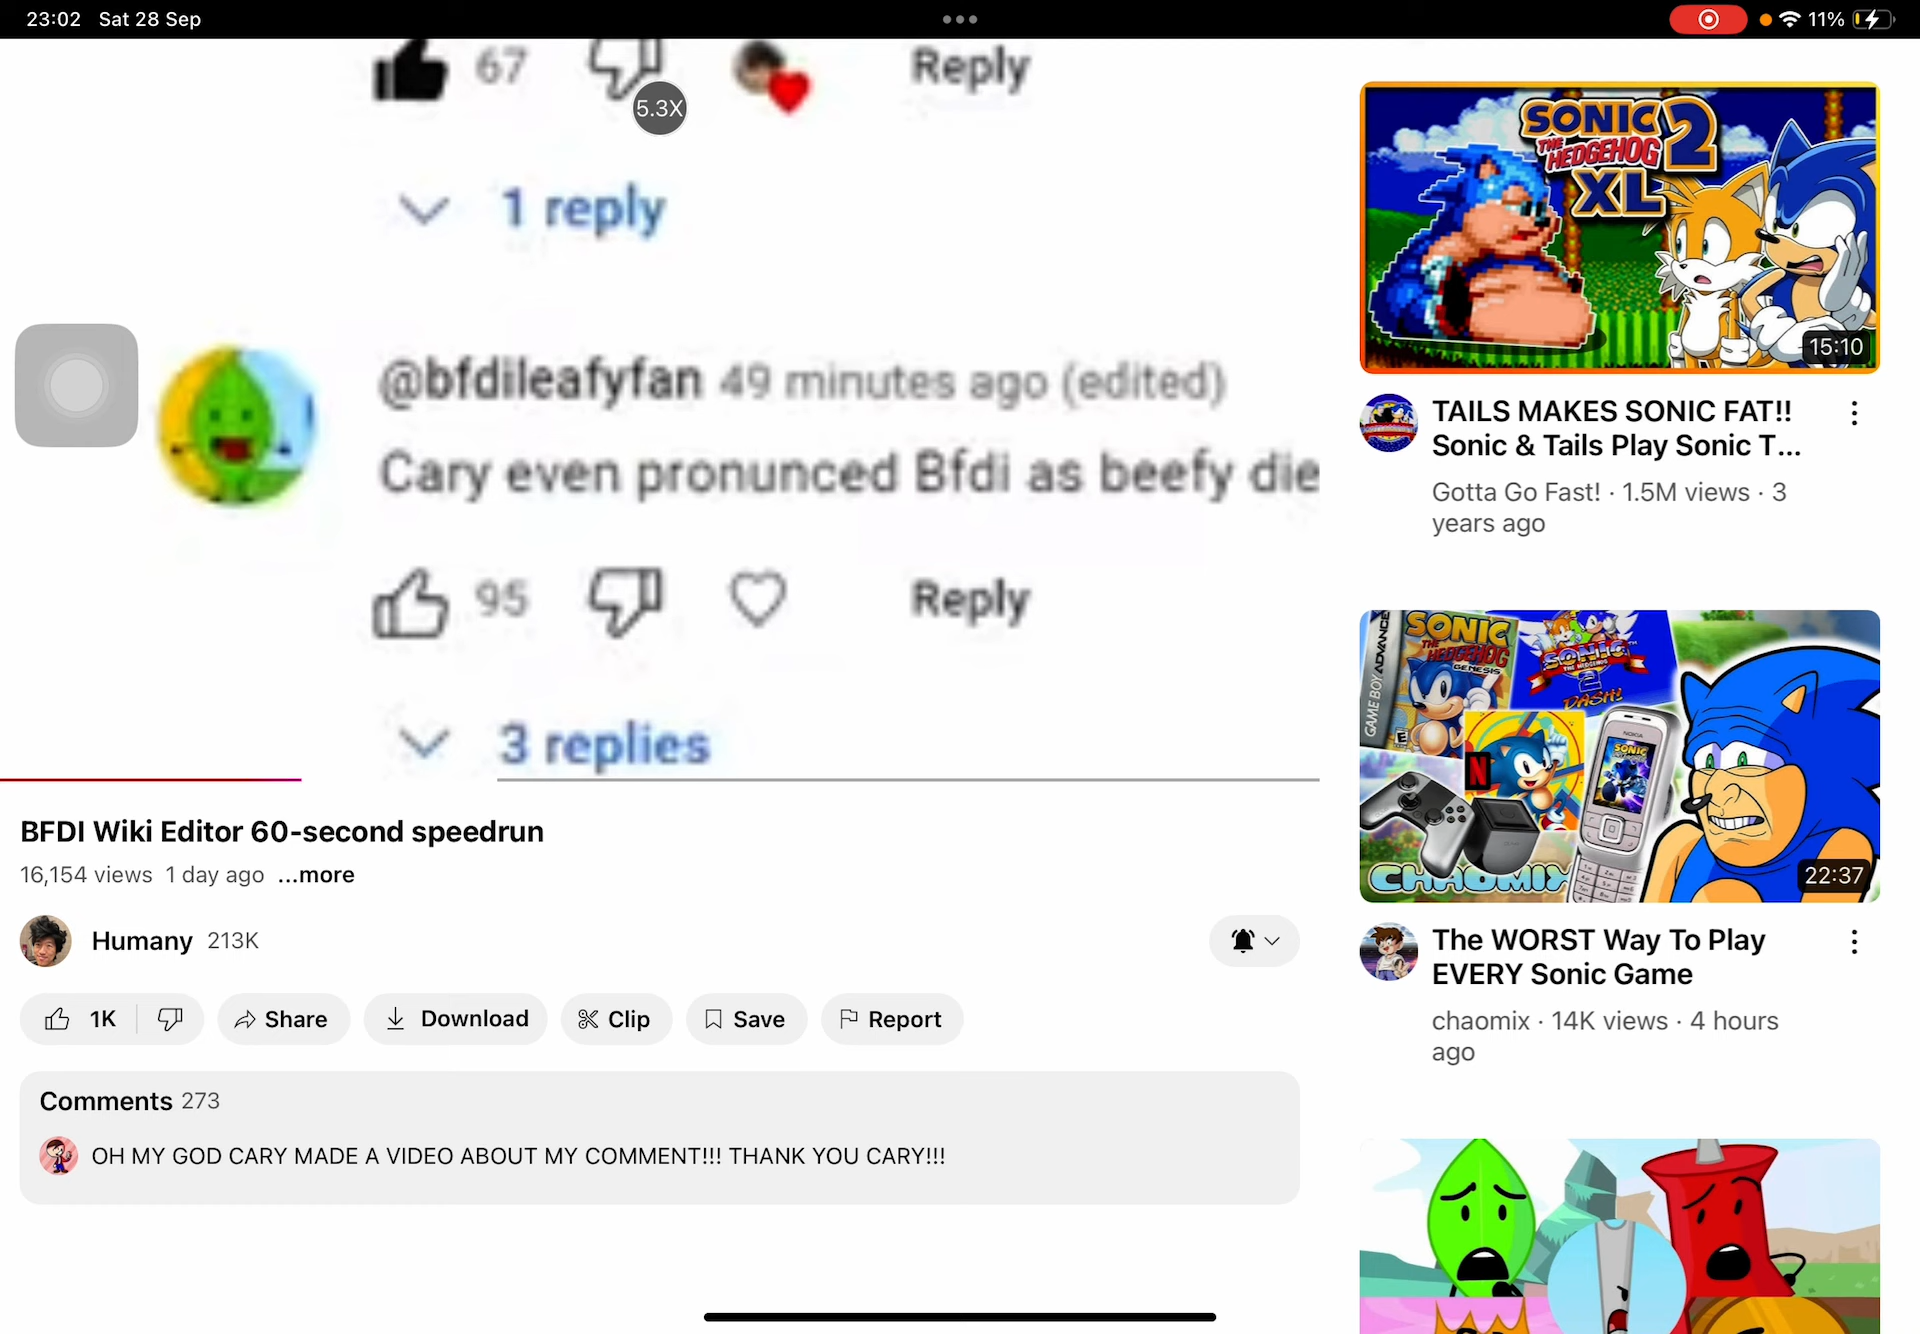 23:02 Sat 28 Sep
11%
67
Reply
5.3X
1 reply
@bfdileafyfan 49 minutes ago (edited)
Cary even pronunced Bfdi as beefy die
95
Reply
3 replies
BFDI Wiki Editor 60-second speedrun
16,154 views 1 day ago ...more
Humany 213K
1K
Share
Download
Clip
Save
Report
Comments 273
OH MY GOD CARY MADE A VIDEO ABOUT MY COMMENT!!! THANK YOU CARY!!!
SONIC
THE
HEDGEHOG
2
XL
15:10
TAILS MAKES SONIC FAT!!
Sonic & Tails Play Sonic T...
Gotta Go Fast! · 1.5M views · 3
years ago
GAME BOY ADVANCE
SONIC
THE HEDGEHOG
GENESIS
E
SONIC
THE HEDGEHOG
2
DASH!
N
NOKIA
SONIC
CHAOMIX
22:37
The WORST Way To Play
EVERY Sonic Game
chaomix · 14K views · 4 hours
ago